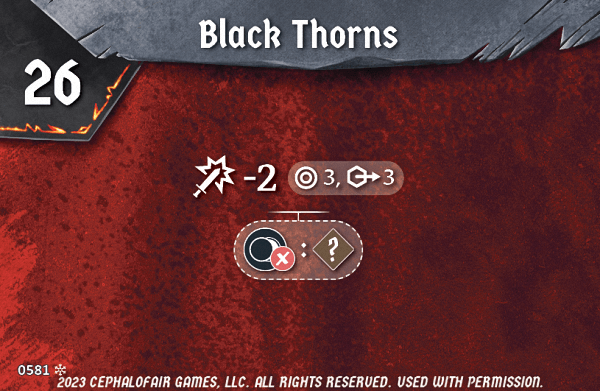 Black Thorns
26
-2 3, 3
: ?
0581
2023 CEPHALOFAIR GAMES, LLC. ALL RIGHTS RESERVED. USED WITH PERMISSION.